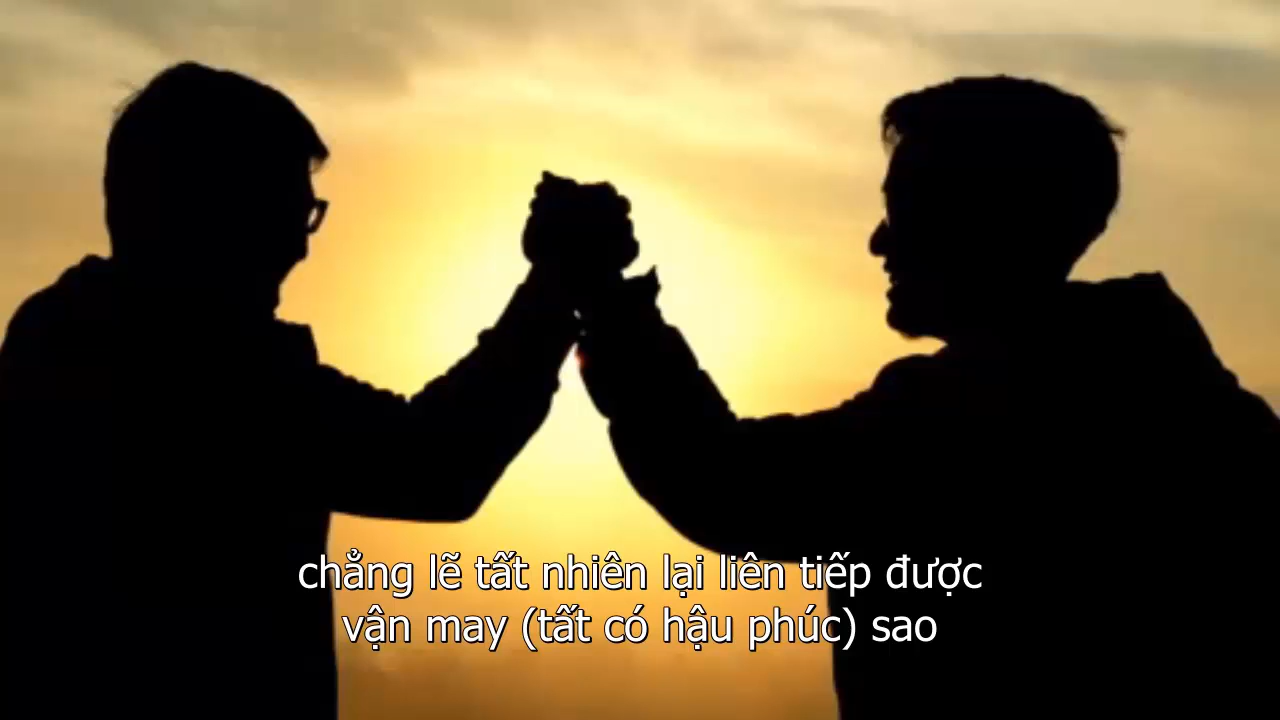 chẳng lẽ tất nhiên lại liên tiếp được
vận may (tất có hậu phúc) sao